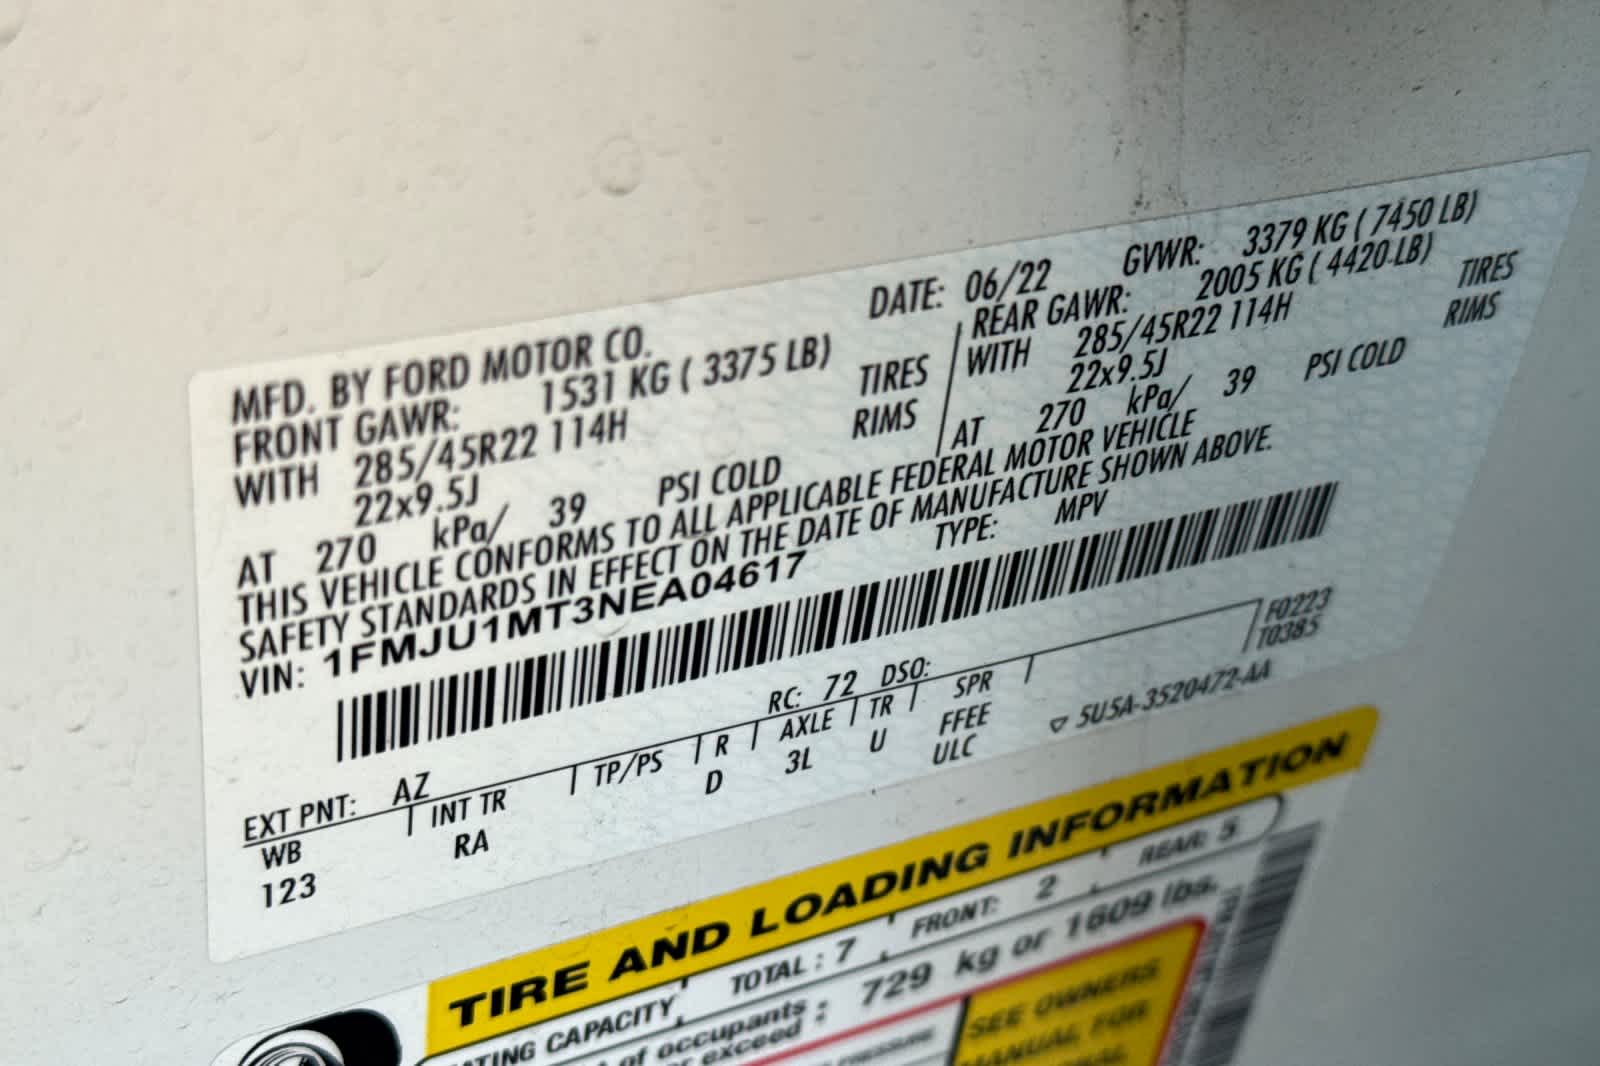 MFD. BY FORD MOTOR CO. DATE: 06/22 GVWR: 3379 KG ( 7450 LB)
FRONT GAWR: 1531 KG ( 3375 LB) REAR GAWR: 2005 KG ( 4420 LB)
WITH 285/45R22 114H TIRES WITH 285/45R22 114H TIRES
22x9.5J RIMS 22x9.5J RIMS
AT 270 kPa/ 39 PSI COLD AT 270 kPa/ 39 PSI COLD
THIS VEHICLE CONFORMS TO ALL APPLICABLE FEDERAL MOTOR VEHICLE
SAFETY STANDARDS IN EFFECT ON THE DATE OF MANUFACTURE SHOWN ABOVE.
VIN: 1FMJU1MT3NEA04617 TYPE: MPV
F0223
T0385
EXT PNT: AZ RC: 72 DSO:
WB INT TR TP/PS R AXLE TR SPR
123 RA D 3L U FFEE
ULC
5U5A-3520472-AA
TIRE AND LOADING INFORMATION
ATING CAPACITY TOTAL : 7 FRONT: 2 REAR: 5
of occupants : 729 kg or 1609 lbs.
exceed
SEE OWNERS
MANUAL FOR